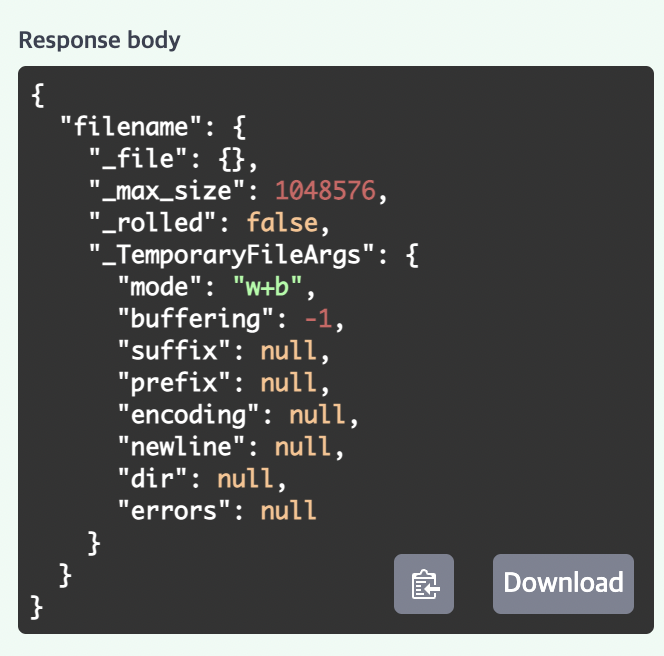 Response body
{
  "filename": {
    "_file": {},
    "_max_size": 1048576,
    "_rolled": false,
    "_TemporaryFileArgs": {
      "mode": "w+b",
      "buffering": -1,
      "suffix": null,
      "prefix": null,
      "encoding": null,
      "newline": null,
      "dir": null,
      "errors": null
    }
  }
}
Download